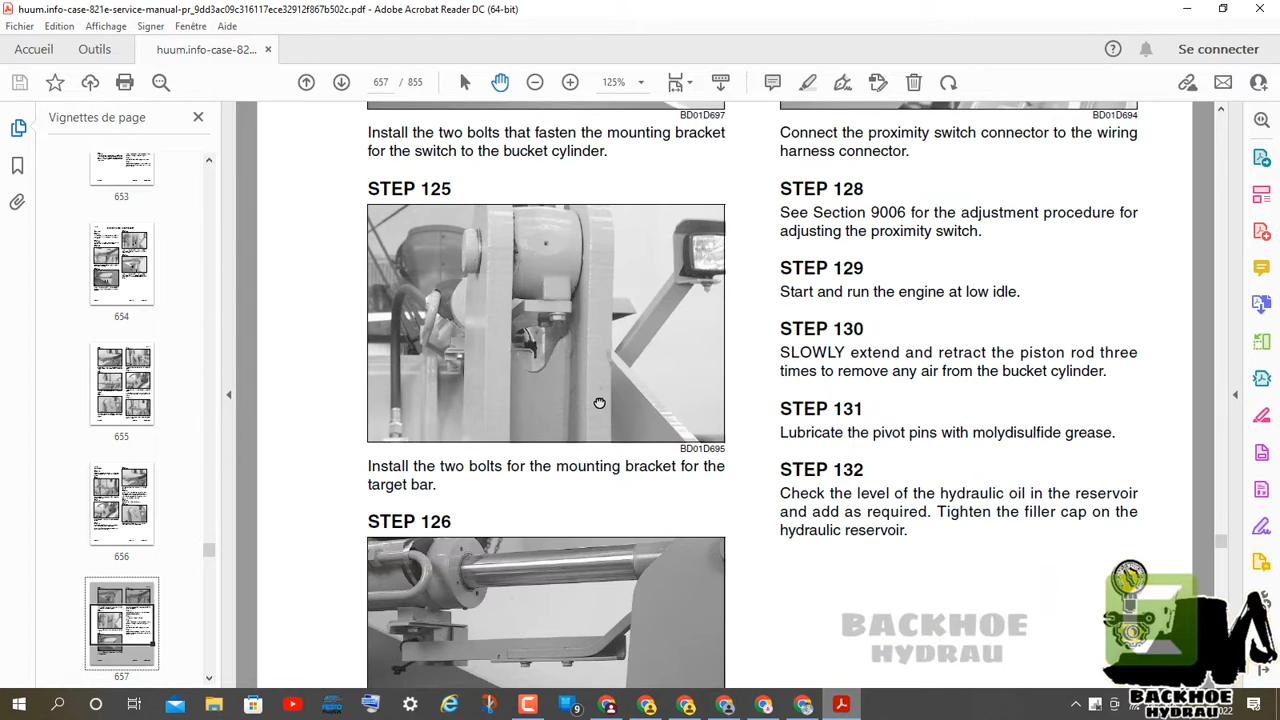 huum.info-case-821e-service-manual-pr_9dd3ac09c316117ece32912f867b502c.pdf - Adobe Acrobat Reader DC (64-bit)
Fichier Edition Affichage Signer Fenêtre Aide
Accueil Outils huum.info-case-82... Se connecter
657 / 855 125%
Vignettes de page
653
654
655
656
657
BD01D697
Install the two bolts that fasten the mounting bracket
for the switch to the bucket cylinder.
STEP 125
BD01D695
Install the two bolts for the mounting bracket for the
target bar.
STEP 126
BD01D694
Connect the proximity switch connector to the wiring
harness connector.
STEP 128
See Section 9006 for the adjustment procedure for
adjusting the proximity switch.
STEP 129
Start and run the engine at low idle.
STEP 130
SLOWLY extend and retract the piston rod three
times to remove any air from the bucket cylinder.
STEP 131
Lubricate the pivot pins with molydisulfide grease.
STEP 132
Check the level of the hydraulic oil in the reservoir
and add as required. Tighten the filler cap on the
hydraulic reservoir.
BACKHOE
HYDRAU
BACKHOE
HYDRAU